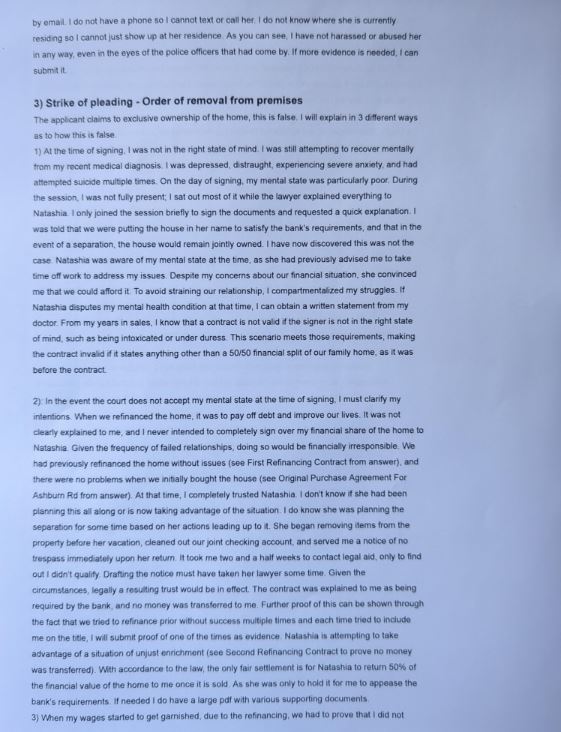 by email. I do not have a phone so I cannot text or call her. I do not know where she is currently
residing so I cannot just show up at her residence. As you can see, I have not harassed or abused her
in any way, even in the eyes of the police officers that had come by. If more evidence is needed, I can
submit it.
3) Strike of pleading - Order of removal from premises
The applicant claims to exclusive ownership of the home, this is false. I will explain in 3 different ways
as to how this is false.
1) At the time of signing, I was not in the right state of mind. I was still attempting to recover mentally
from my recent medical diagnosis. I was depressed, distraught, experiencing severe anxiety, and had
attempted suicide multiple times. On the day of signing, my mental state was particularly poor. During
the session, I was not fully present; I sat out most of it while the lawyer explained everything to
Natashia. I only joined the session briefly to sign the documents and requested a quick explanation. I
was told that we were putting the house in her name to satisfy the bank's requirements, and that in the
event of a separation, the house would remain jointly owned. I have now discovered this was not the
case. Natashia was aware of my mental state at the time, as she had previously advised me to take
time off work to address my issues. Despite my concerns about our financial situation, she convinced
me that we could afford it. To avoid straining our relationship, I compartmentalized my struggles. If
Natashia disputes my mental health condition at that time, I can obtain a written statement from my
doctor. From my years in sales, I know that a contract is not valid if the signer is not in the right state
of mind, such as being intoxicated or under duress. This scenario meets those requirements, making
the contract invalid if it states anything other than a 50/50 financial split of our family home, as it was
before the contract.
2): In the event the court does not accept my mental state at the time of signing, I must clarify my
intentions. When we refinanced the home, it was to pay off debt and improve our lives. It was not
clearly explained to me, and I never intended to completely sign over my financial share of the home to
Natashia. Given the frequency of failed relationships, doing so would be financially irresponsible. We
had previously refinanced the home without issues (see First Refinancing Contract from answer), and
there were no problems when we initially bought the house (see Original Purchase Agreement For
Ashburn Rd from answer). At that time, I completely trusted Natashia. I don't know if she had been
planning this all along or is now taking advantage of the situation. I do know she was planning the
separation for some time based on her actions leading up to it. She began removing items from the
property before her vacation, cleaned out our joint checking account, and served me a notice of no
trespass immediately upon her return. It took me two and a half weeks to contact legal aid, only to find
out I didn't qualify. Drafting the notice must have taken her lawyer some time. Given the
circumstances, legally a resulting trust would be in effect. The contract was explained to me as being
required by the bank, and no money was transferred to me. Further proof of this can be shown through
the fact that we tried to refinance prior without success multiple times and each time tried to include
me on the title, I will submit proof of one of the times as evidence. Natashia is attempting to take
advantage of a situation of unjust enrichment (see Second Refinancing Contract to prove no money
was transferred). With accordance to the law, the only fair settlement is for Natashia to return 50% of
the financial value of the home to me once it is sold. As she was only to hold it for me to appease the
bank's requirements. If needed I do have a large pdf with various supporting documents.
3) When my wages started to get garnished, due to the refinancing, we had to prove that I did not